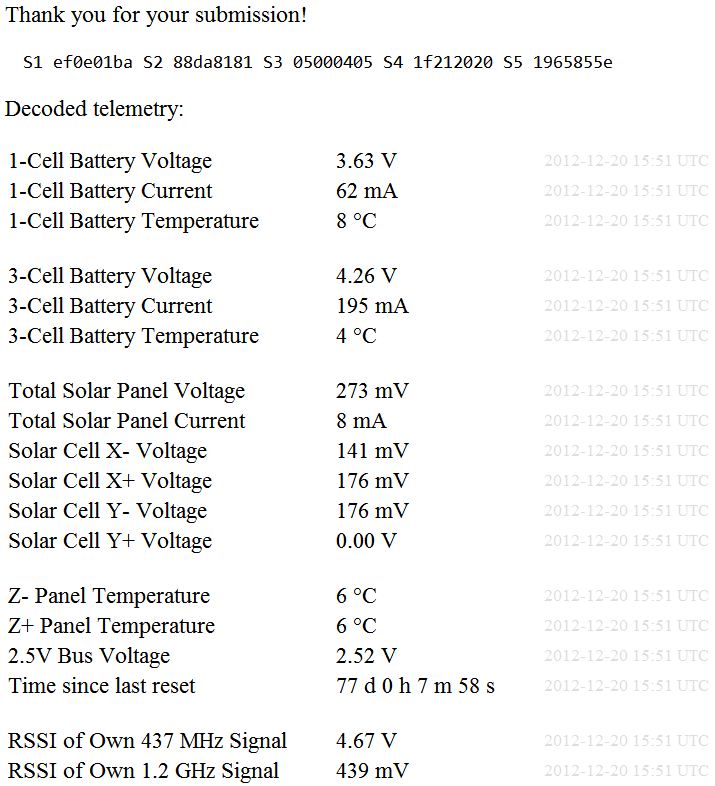 Thank you for your submission!
S1 ef0e01ba S2 88da8181 S3 05000405 S4 1f212020 S5 1965855e
Decoded telemetry:
1-Cell Battery Voltage 3.63 V 2012-12-20 15:51 UTC
1-Cell Battery Current 62 mA 2012-12-20 15:51 UTC
1-Cell Battery Temperature 8 °C 2012-12-20 15:51 UTC
3-Cell Battery Voltage 4.26 V 2012-12-20 15:51 UTC
3-Cell Battery Current 195 mA 2012-12-20 15:51 UTC
3-Cell Battery Temperature 4 °C 2012-12-20 15:51 UTC
Total Solar Panel Voltage 273 mV 2012-12-20 15:51 UTC
Total Solar Panel Current 8 mA 2012-12-20 15:51 UTC
Solar Cell X- Voltage 141 mV 2012-12-20 15:51 UTC
Solar Cell X+ Voltage 176 mV 2012-12-20 15:51 UTC
Solar Cell Y- Voltage 176 mV 2012-12-20 15:51 UTC
Solar Cell Y+ Voltage 0.00 V 2012-12-20 15:51 UTC
Z- Panel Temperature 6 °C 2012-12-20 15:51 UTC
Z+ Panel Temperature 6 °C 2012-12-20 15:51 UTC
2.5V Bus Voltage 2.52 V 2012-12-20 15:51 UTC
Time since last reset 77 d 0 h 7 m 58 s 2012-12-20 15:51 UTC
RSSI of Own 437 MHz Signal 4.67 V 2012-12-20 15:51 UTC
RSSI of Own 1.2 GHz Signal 439 mV 2012-12-20 15:51 UTC